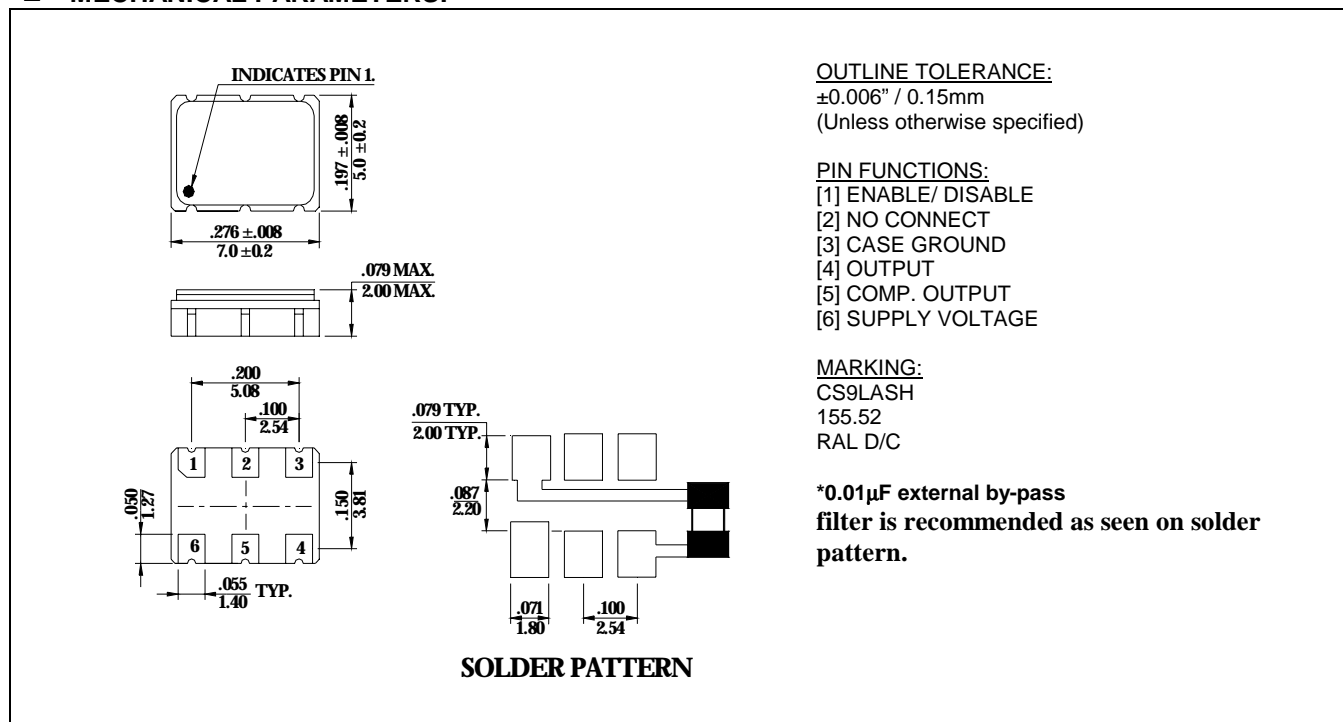 MECHANICAL PARAMETERS:
INDICATES PIN 1.
.197 ±.008
5.0 ±0.2
.276 ±.008
7.0 ±0.2
.079 MAX.
2.00 MAX.
.200
5.08
.100
2.54
1 2 3
.050
1.27
.150
3.81
6 5 4
.055 TYP.
1.40
.079 TYP.
2.00 TYP.
.087
2.20
.071
1.80
.100
2.54
SOLDER PATTERN
OUTLINE TOLERANCE:
±0.006” / 0.15mm
(Unless otherwise specified)
PIN FUNCTIONS:
[1] ENABLE/ DISABLE
[2] NO CONNECT
[3] CASE GROUND
[4] OUTPUT
[5] COMP. OUTPUT
[6] SUPPLY VOLTAGE
MARKING:
CS9LASH
155.52
RAL D/C
*0.01µF external by-pass
filter is recommended as seen on solder
pattern.